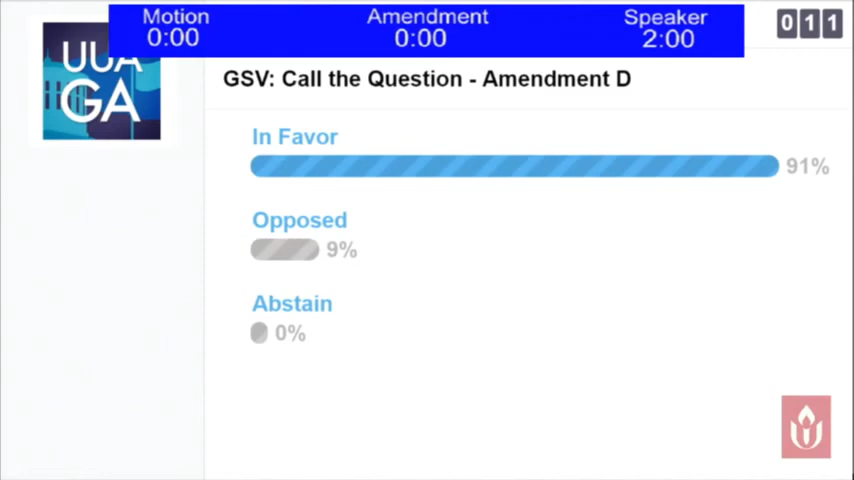 Motion Amendment Speaker
0:00 0:00 2:00
011
UUA
GA
GSV: Call the Question - Amendment D
In Favor
91%
Opposed
9%
Abstain
0%